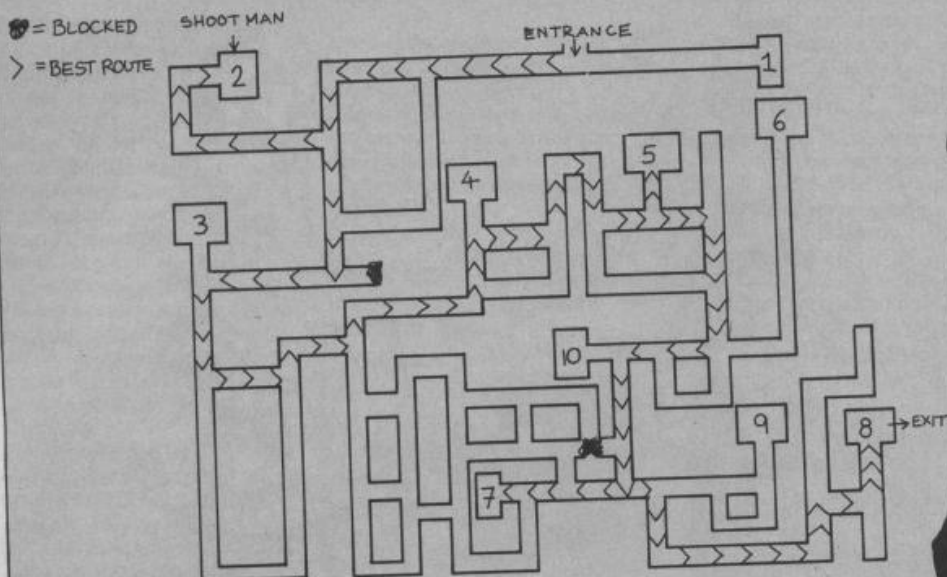 = BLOCKED
SHOOT MAN
> = BEST ROUTE
ENTRANCE
→ EXIT
1
2
3
4
5
6
7
8
9
10